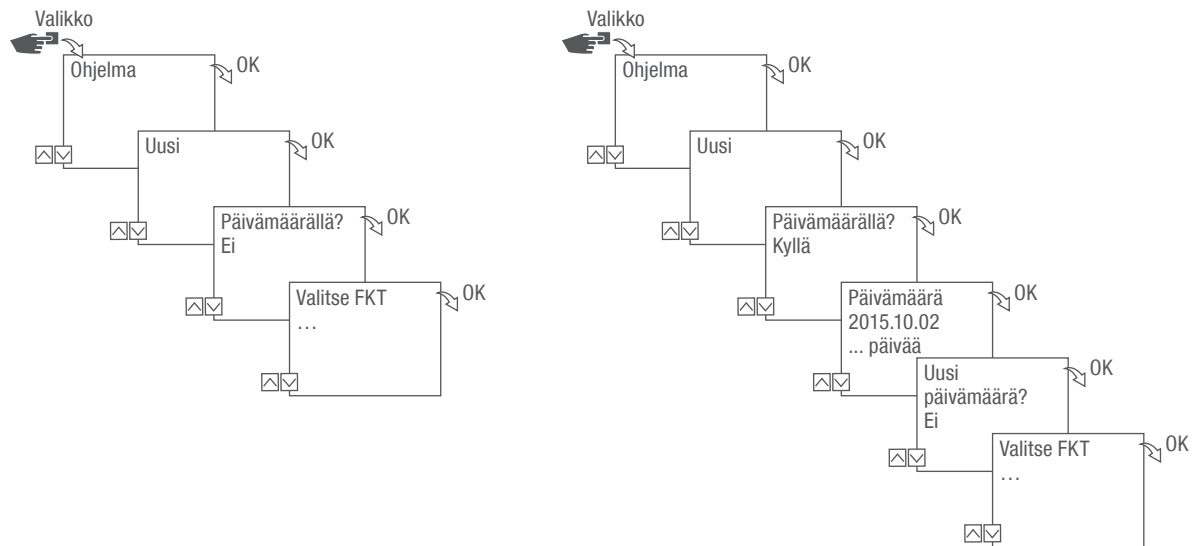 Valikko
Ohjelma
OK
Uusi
OK
Päivämäärällä?
Ei
OK
Valitse FKT
...
OK
Valikko
Ohjelma
OK
Uusi
OK
Päivämäärällä?
Kyllä
OK
Päivämäärä
2015.10.02
... päivää
OK
Uusi
päivämäärä?
Ei
OK
Valitse FKT
...
OK